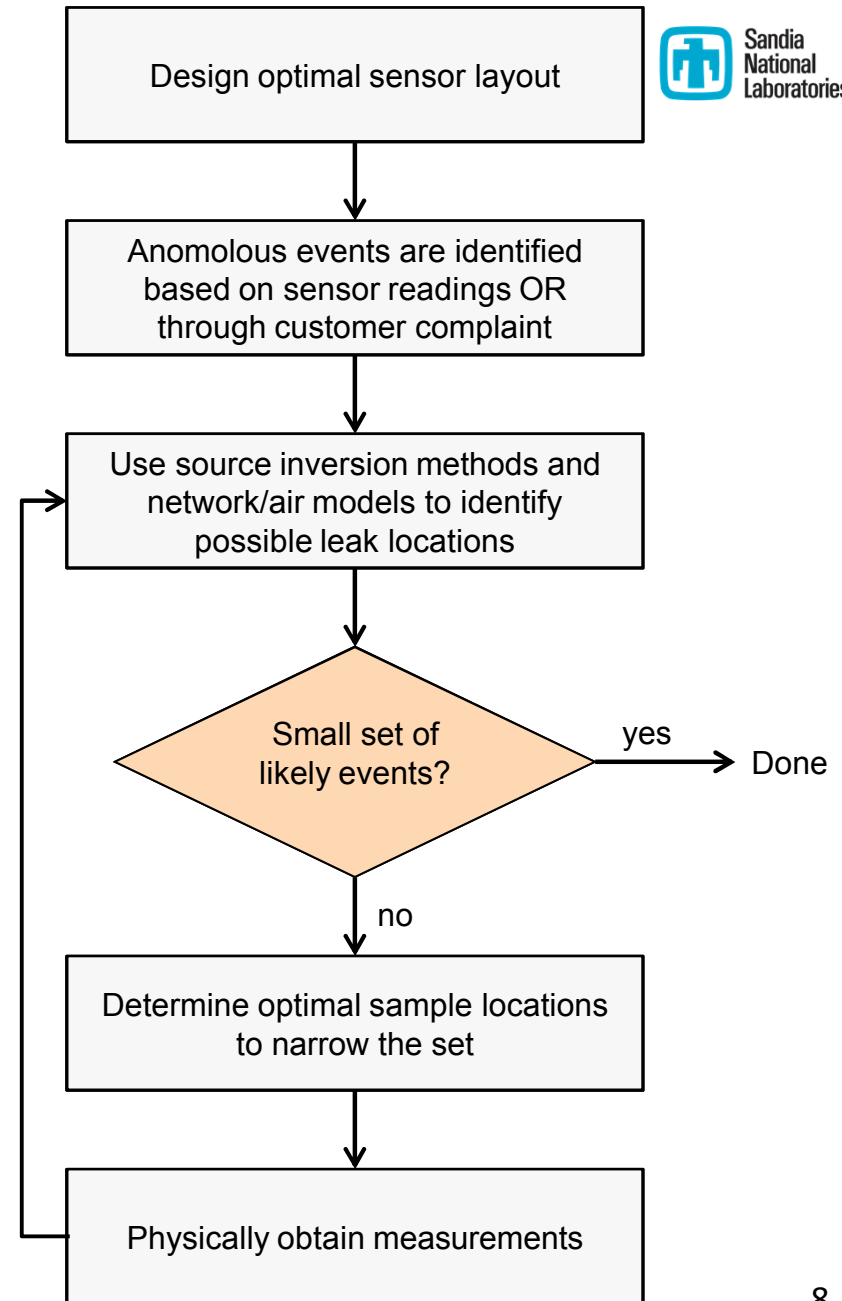 Design optimal sensor layout
Sandia
National
Laboratories
Anomolous events are identified
based on sensor readings OR
through customer complaint
Use source inversion methods and
network/air models to identify
possible leak locations
Small set of
likely events?
yes
Done
no
Determine optimal sample locations
to narrow the set
Physically obtain measurements
8